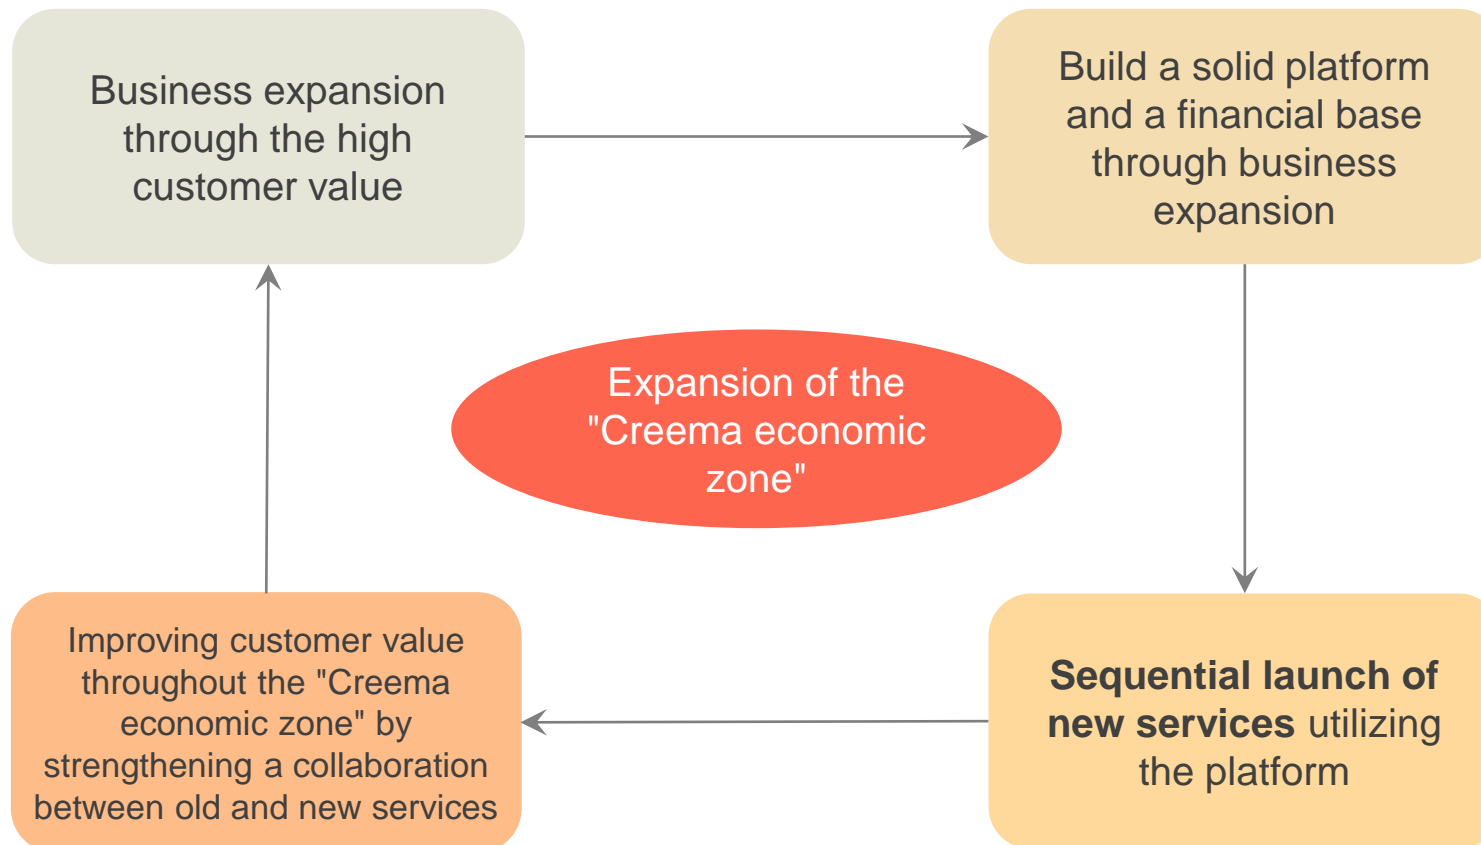 Business expansion
through the high
customer value
Build a solid platform
and a financial base
through business
expansion
Expansion of the
"Creema economic
zone"
Improving customer value
throughout the "Creema
economic zone" by
strengthening a collaboration
between old and new services
Sequential launch of
new services utilizing
the platform